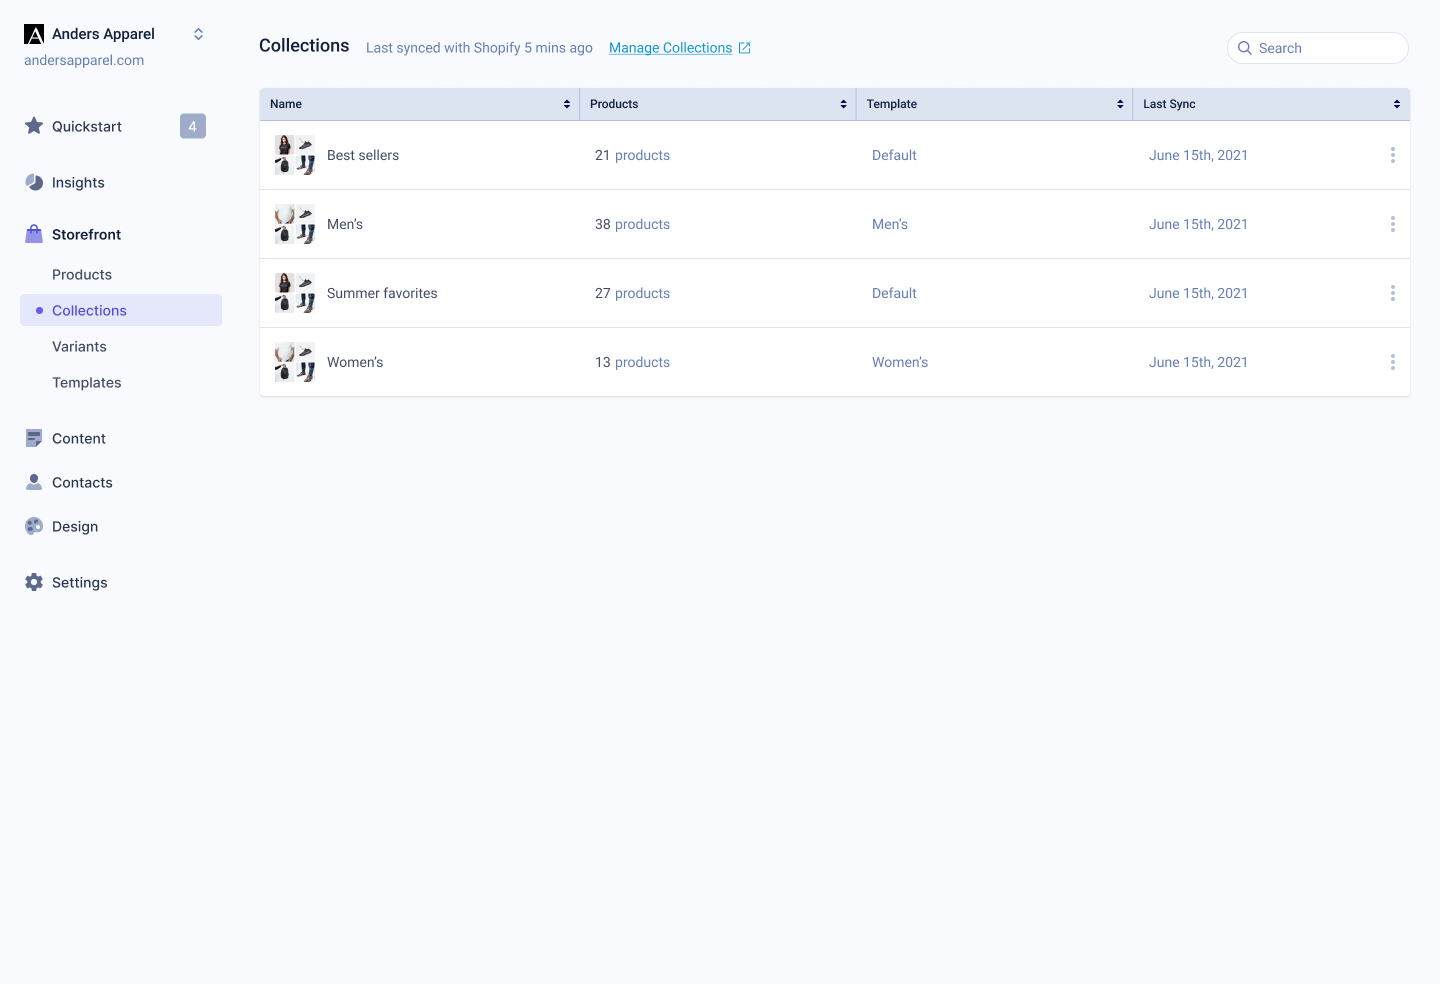 Anders Apparel
andersapparel.com
Quickstart 4
Insights
Storefront
Products
Collections
Variants
Templates
Content
Contacts
Design
Settings
Collections Last synced with Shopify 5 mins ago Manage Collections Search
Name Products Template Last Sync
Best sellers 21 products Default June 15th, 2021
Men’s 38 products Men’s June 15th, 2021
Summer favorites 27 products Default June 15th, 2021
Women’s 13 products Women’s June 15th, 2021